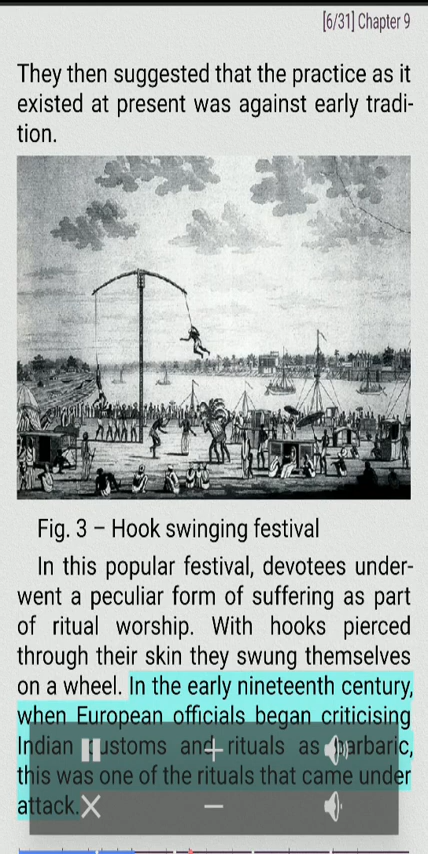 [6/31] Chapter 9
They then suggested that the practice as it
existed at present was against early tradi-
tion.
Fig. 3 – Hook swinging festival
In this popular festival, devotees under-
went a peculiar form of suffering as part
of ritual worship. With hooks pierced
through their skin they swung themselves
on a wheel. In the early nineteenth century,
when European officials began criticising
Indian customs and rituals as barbaric,
this was one of the rituals that came under
attack.